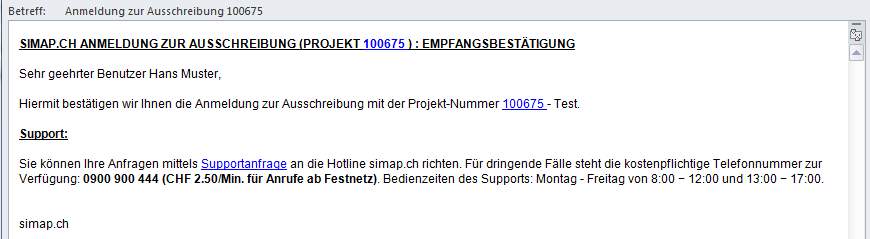 Betreff: Anmeldung zur Ausschreibung 100675
SIMAP.CH ANMELDUNG ZUR AUSSCHREIBUNG (PROJEKT 100675 ) : EMPFANGSBESTÄTIGUNG
Sehr geehrter Benutzer Hans Muster,
Hiermit bestätigen wir Ihnen die Anmeldung zur Ausschreibung mit der Projekt-Nummer 100675 - Test.
Support:
Sie können Ihre Anfragen mittels Supportanfrage an die Hotline simap.ch richten. Für dringende Fälle steht die kostenpflichtige Telefonnummer zur
Verfügung: 0900 900 444 (CHF 2.50/Min. für Anrufe ab Festnetz). Bedienzeiten des Supports: Montag - Freitag von 8:00 − 12:00 und 13:00 − 17:00.
simap.ch